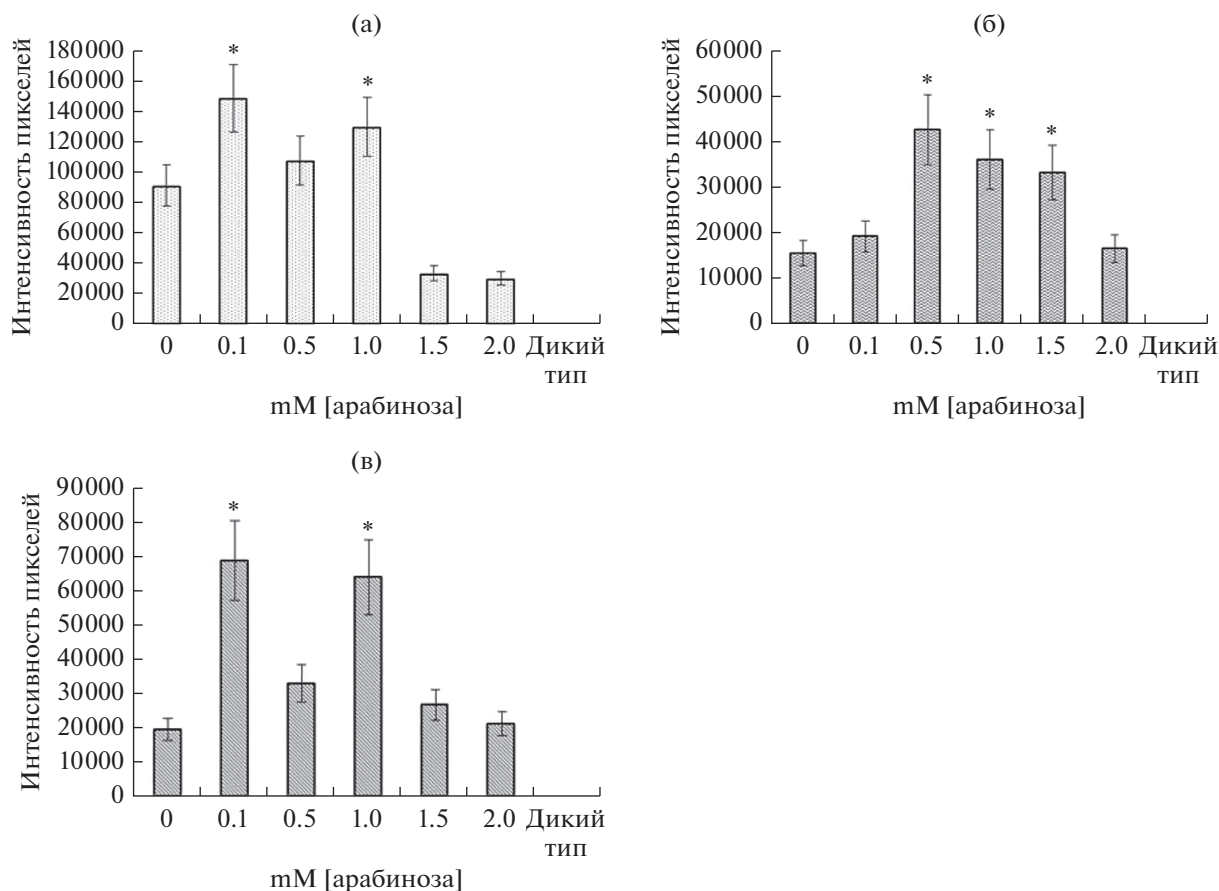 (а)
Интенсивность пикселей
180000
160000
140000
120000
100000
80000
60000
40000
20000
0
*
*
0 0.1 0.5 1.0 1.5 2.0 Дикий
тип
mM [арабиноза]
(б)
Интенсивность пикселей
60000
50000
40000
30000
20000
10000
0
*
*
*
0 0.1 0.5 1.0 1.5 2.0 Дикий
тип
mM [арабиноза]
(в)
Интенсивность пикселей
90000
80000
70000
60000
50000
40000
30000
20000
10000
0
*
*
0 0.1 0.5 1.0 1.5 2.0 Дикий
тип
mM [арабиноза]